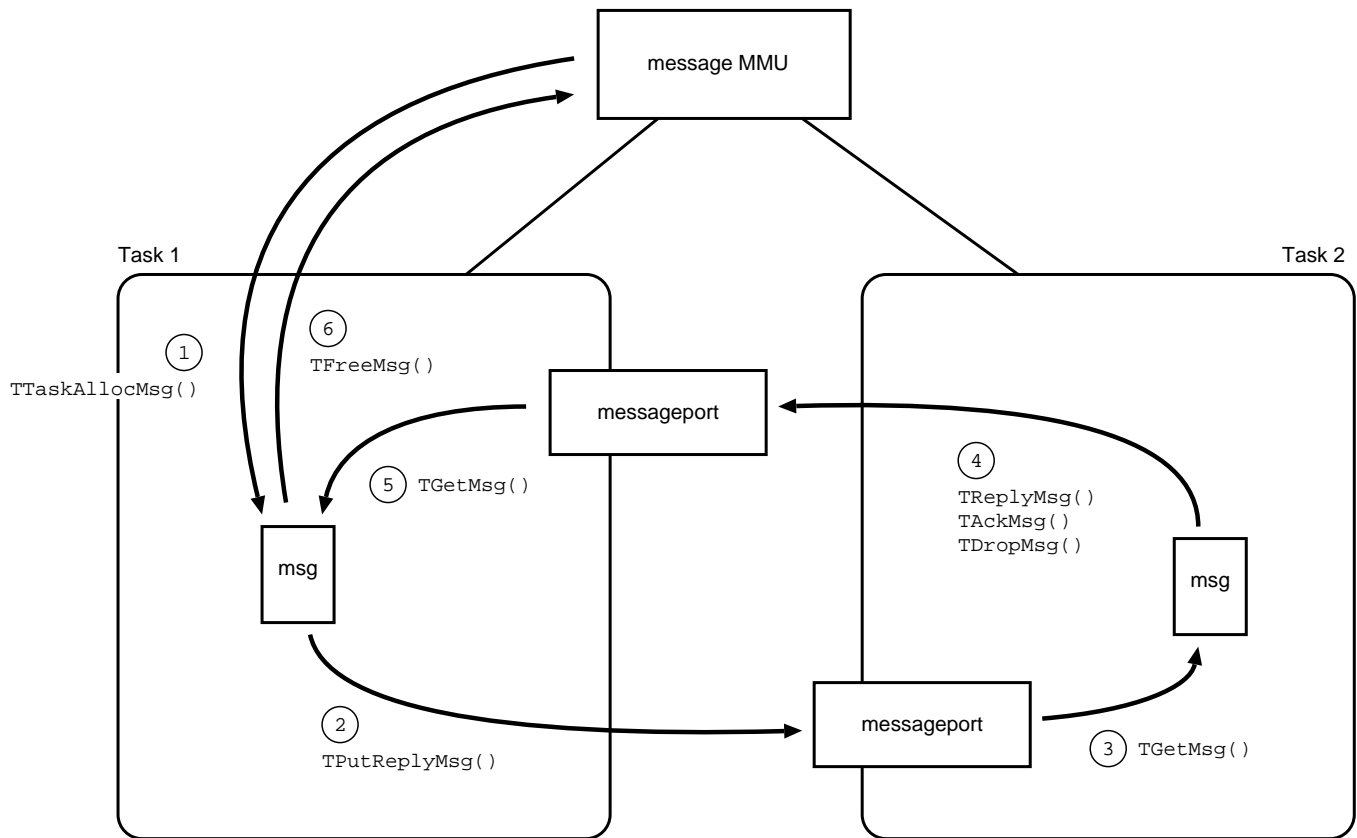 message MMU
Task 1
Task 2
1
TTaskAllocMsg()
6
TFreeMsg()
messageport
4
TReplyMsg()
TAckMsg()
TDropMsg()
5 TGetMsg()
msg
msg
2
TPutReplyMsg()
messageport
3 TGetMsg()